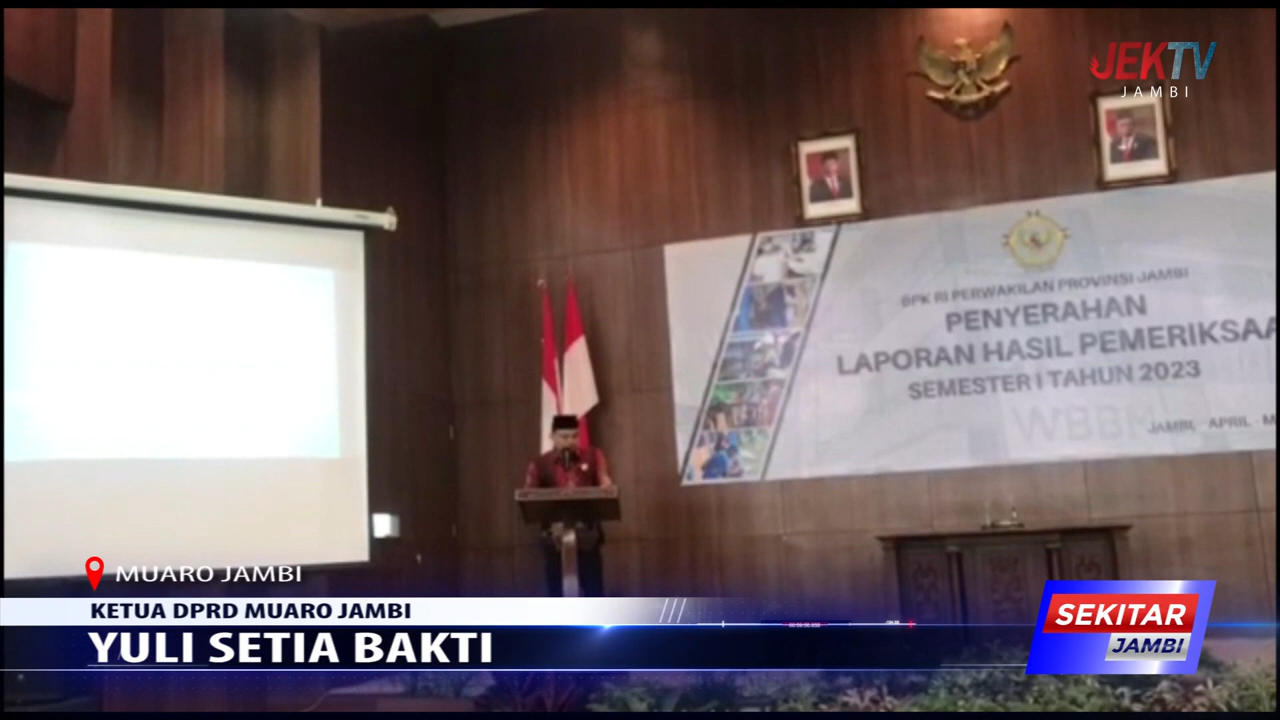 JEKTV
JAMBI
BPK RI PERWAKILAN PROVINSI JAMBI
PENYERAHAN
LAPORAN HASIL PEMERIKSAA
SEMESTER I TAHUN 2023
WBBM
JAMBI, APRIL - M
MUARO JAMBI
KETUA DPRD MUARO JAMBI
YULI SETIA BAKTI
SEKITAR
JAMBI